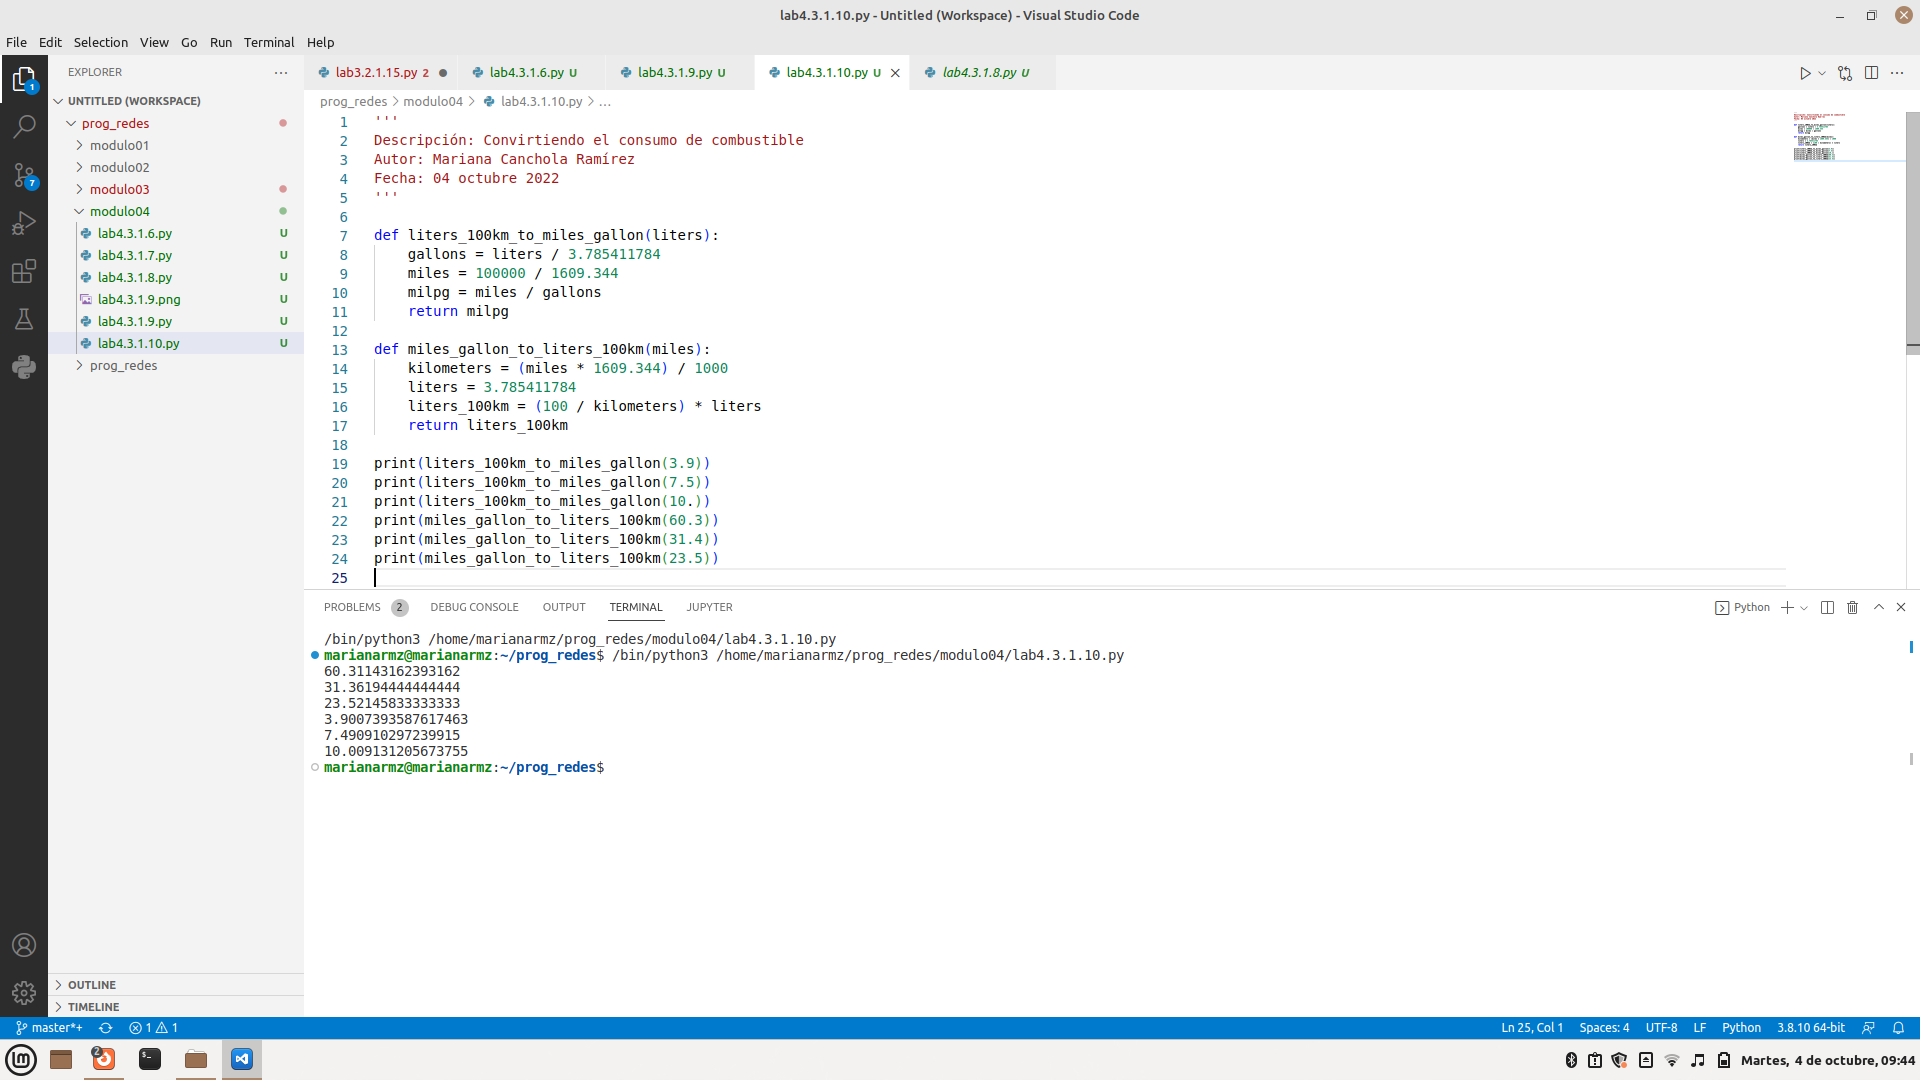 lab4.3.1.10.py - Untitled (Workspace) - Visual Studio Code
File Edit Selection View Go Run Terminal Help
EXPLORER
lab3.2.1.15.py 2
lab4.3.1.6.py U
lab4.3.1.9.py U
lab4.3.1.10.py U
lab4.3.1.8.py U
1
7
UNTITLED (WORKSPACE)
prog_redes
modulo01
modulo02
modulo03
modulo04
lab4.3.1.6.py U
lab4.3.1.7.py U
lab4.3.1.8.py U
lab4.3.1.9.png U
lab4.3.1.9.py U
lab4.3.1.10.py U
prog_redes
OUTLINE
TIMELINE
prog_redes > modulo04 > lab4.3.1.10.py > ...
1 '''
2 Descripción: Convirtiendo el consumo de combustible
3 Autor: Mariana Canchola Ramírez
4 Fecha: 04 octubre 2022
5 '''
6
7 def liters_100km_to_miles_gallon(liters):
8 gallons = liters / 3.785411784
9 miles = 100000 / 1609.344
10 milpg = miles / gallons
11 return milpg
12
13 def miles_gallon_to_liters_100km(miles):
14 kilometers = (miles * 1609.344) / 1000
15 liters = 3.785411784
16 liters_100km = (100 / kilometers) * liters
17 return liters_100km
18
19 print(liters_100km_to_miles_gallon(3.9))
20 print(liters_100km_to_miles_gallon(7.5))
21 print(liters_100km_to_miles_gallon(10.))
22 print(miles_gallon_to_liters_100km(60.3))
23 print(miles_gallon_to_liters_100km(31.4))
24 print(miles_gallon_to_liters_100km(23.5))
25
PROBLEMS 2 DEBUG CONSOLE OUTPUT TERMINAL JUPYTER
Python
/bin/python3 /home/marianarmz/prog_redes/modulo04/lab4.3.1.10.py
marianarmz@marianarmz:~/prog_redes$ /bin/python3 /home/marianarmz/prog_redes/modulo04/lab4.3.1.10.py
60.31143162393162
31.36194444444444
23.52145833333333
3.9007393587617463
7.490910297239915
10.009131205673755
marianarmz@marianarmz:~/prog_redes$
master*+ 1 1
Ln 25, Col 1 Spaces: 4 UTF-8 LF Python 3.8.10 64-bit
2
Martes, 4 de octubre, 09:44